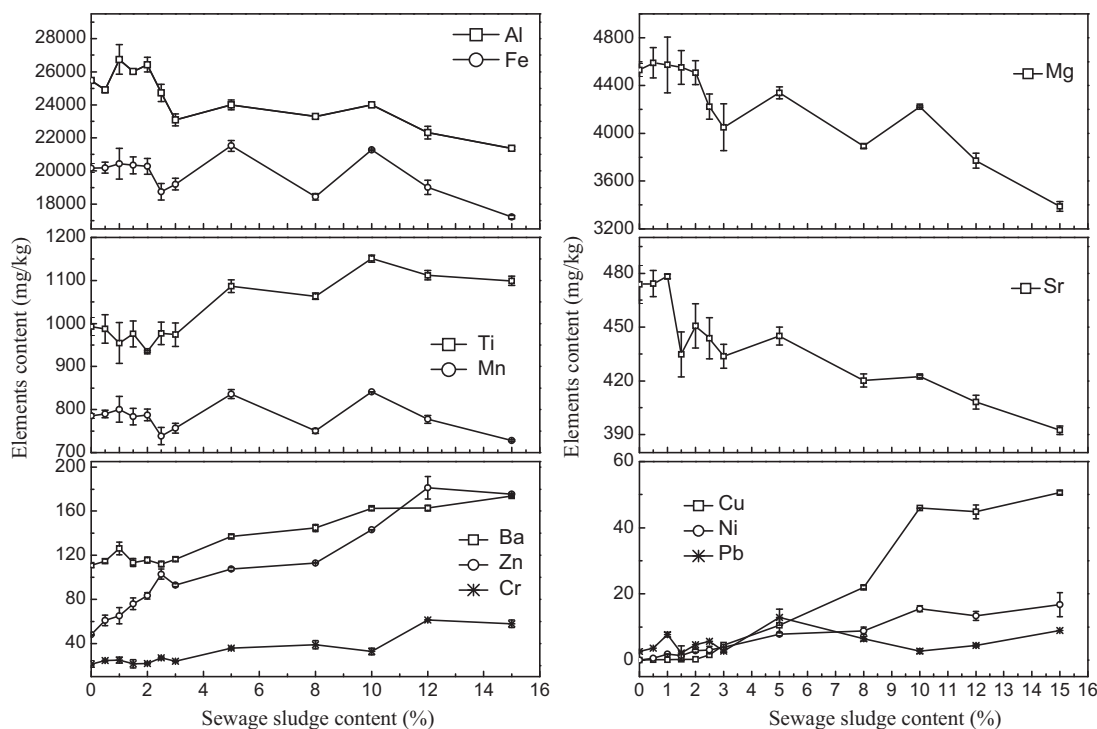 28000
26000
24000
22000
20000
18000
Al
Fe
1200
1100
1000
900
800
700
Ti
Mn
200
160
120
80
40
Ba
Zn
Cr
0 2 4 6 8 10 12 14 16
Sewage sludge content (%)
Elements content (mg/kg)
4800
4400
4000
3600
3200
Mg
480
450
420
390
Sr
60
40
20
0
Cu
Ni
Pb
0 1 2 3 4 5 6 7 8 9 10 11 12 13 14 15 16
Sewage sludge content (%)
Elements content (mg/kg)